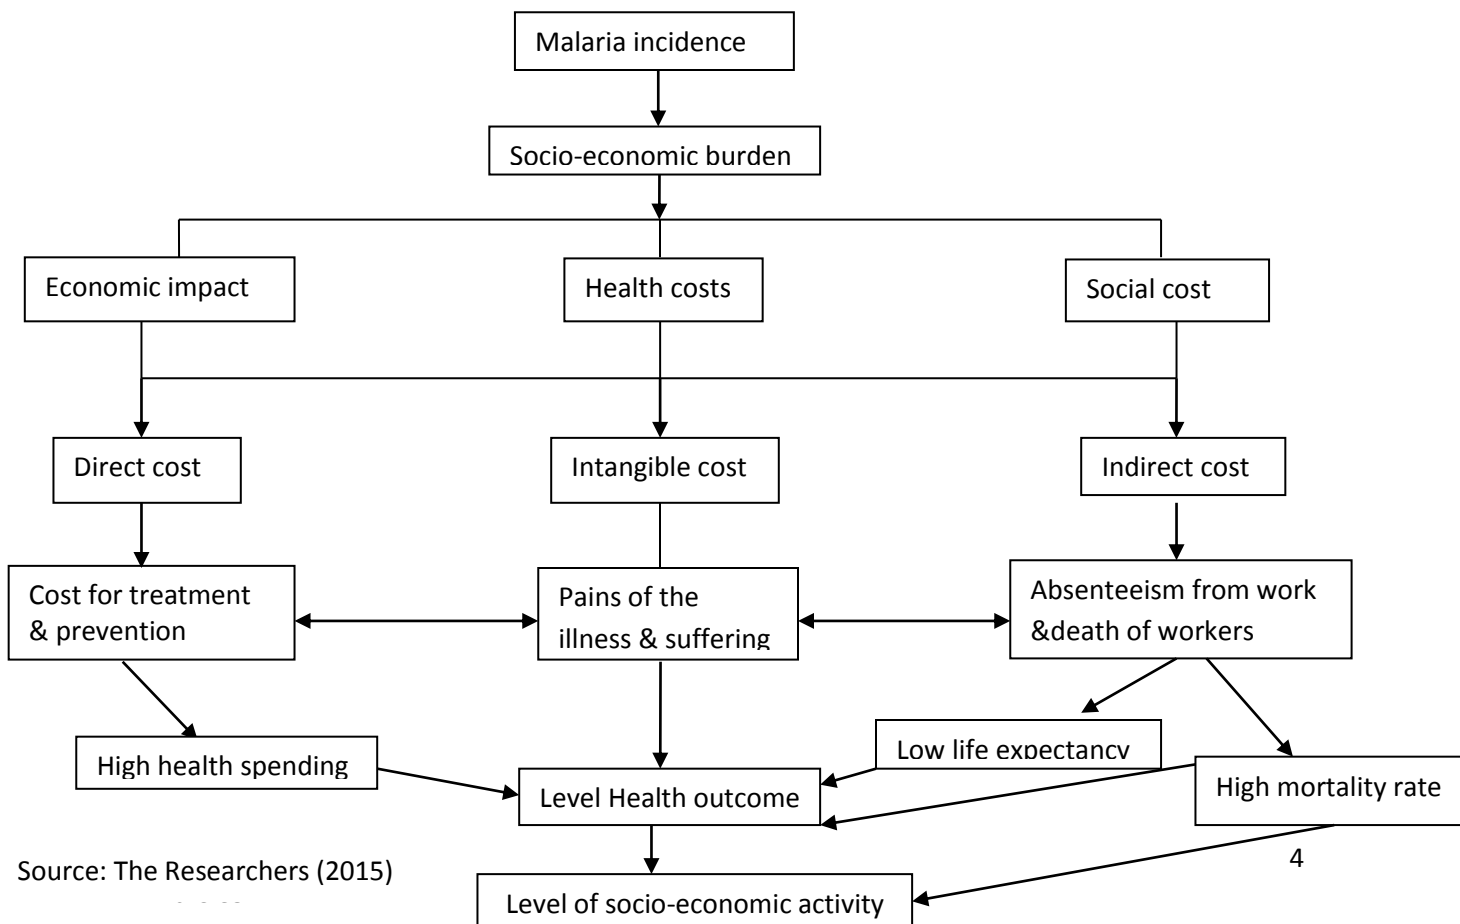 Malaria incidence
Socio-economic burden
Economic impact
Health costs
Social cost
Direct cost
Intangible cost
Indirect cost
Cost for treatment
& prevention
Pains of the
illness & suffering
Absenteeism from work
&death of workers
High health spending
Low life expectancy
Level Health outcome
High mortality rate
4
Source: The Researchers (2015)
Level of socio-economic activity